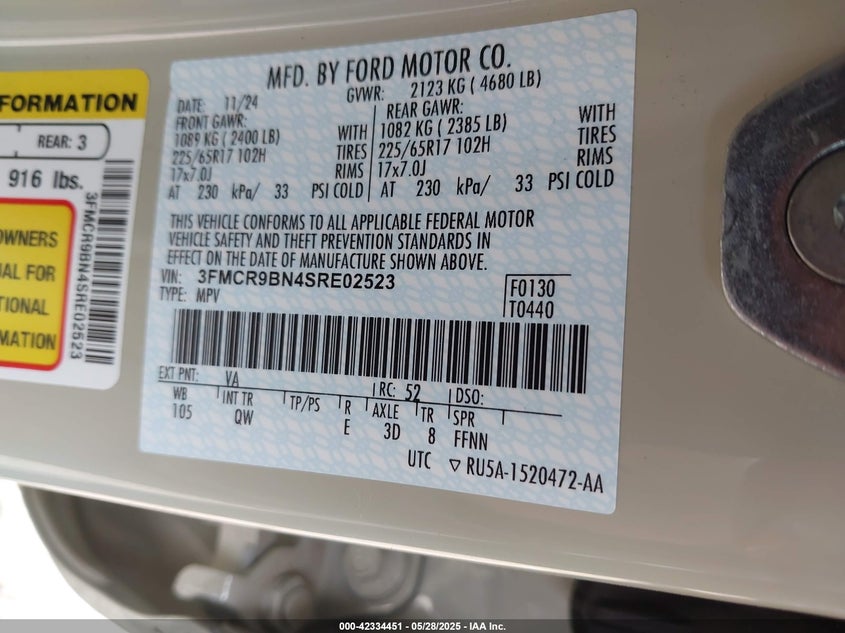 FORMATION
REAR: 3
916 lbs.
OWNERS
UAL FOR
TIONAL
RMATION
3FMCR9BN4SRE02523
MFD. BY FORD MOTOR CO.
DATE: 11/24 GVWR: 2123 KG ( 4680 LB)
FRONT GAWR: REAR GAWR:
1089 KG ( 2400 LB) WITH 1082 KG ( 2385 LB) WITH
225/65R17 102H TIRES 225/65R17 102H TIRES
17x7.0J RIMS 17x7.0J RIMS
AT 230 kPa/ 33 PSI COLD AT 230 kPa/ 33 PSI COLD
THIS VEHICLE CONFORMS TO ALL APPLICABLE FEDERAL MOTOR
VEHICLE SAFETY AND THEFT PREVENTION STANDARDS IN
EFFECT ON THE DATE OF MANUFACTURE SHOWN ABOVE.
VIN: 3FMCR9BN4SRE02523 F0130
TYPE: MPV T0440
EXT PNT: VA RC: 52 DSO:
WB INT TR TP/PS R AXLE TR SPR
105 QW E 3D 8 FFNN
UTC ▽ RU5A-1520472-AA
000-42334451 - 05/28/2025 - IAA Inc.